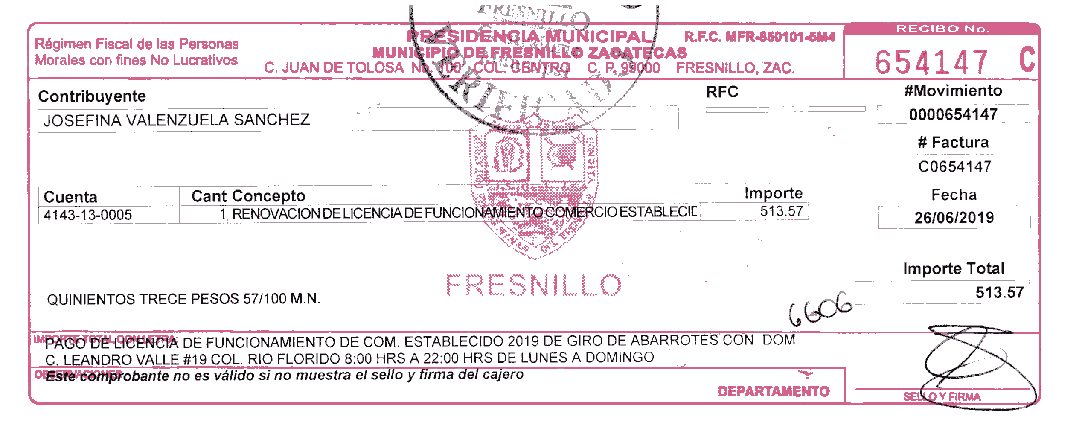 FRESNILLO
RECIBO No.
Régimen Fiscal de las Personas
Morales con fines No Lucrativos
PRESIDENCIA MUNICIPAL R.F.C. MFR-850101-5M4
MUNICIPIO DE FRESNILLO ZACATECAS
C. JUAN DE TOLOSA No. 100 COL. CENTRO C. P. 99000 FRESNILLO, ZAC.
654147 C
Contribuyente RFC #Movimiento
JOSEFINA VALENZUELA SANCHEZ 0000654147
# Factura
C0654147
Cuenta Cant Concepto Importe Fecha
4143-13-0005 1 RENOVACION DE LICENCIA DE FUNCIONAMIENTO COMERCIO ESTABLECID 513.57 26/06/2019
Importe Total
FRESNILLO
513.57
QUINIENTOS TRECE PESOS 57/100 M.N.
6606
IMPORTE TOTAL CON LETRA
PAGO DE LICENCIA DE FUNCIONAMIENTO DE COM. ESTABLECIDO 2019 DE GIRO DE ABARROTES CON DOM
C. LEANDRO VALLE #19 COL. RIO FLORIDO 8:00 HRS A 22:00 HRS DE LUNES A DOMINGO
OBSERVACIONES
Este comprobante no es válido si no muestra el sello y firma del cajero
DEPARTAMENTO SELLO Y FIRMA